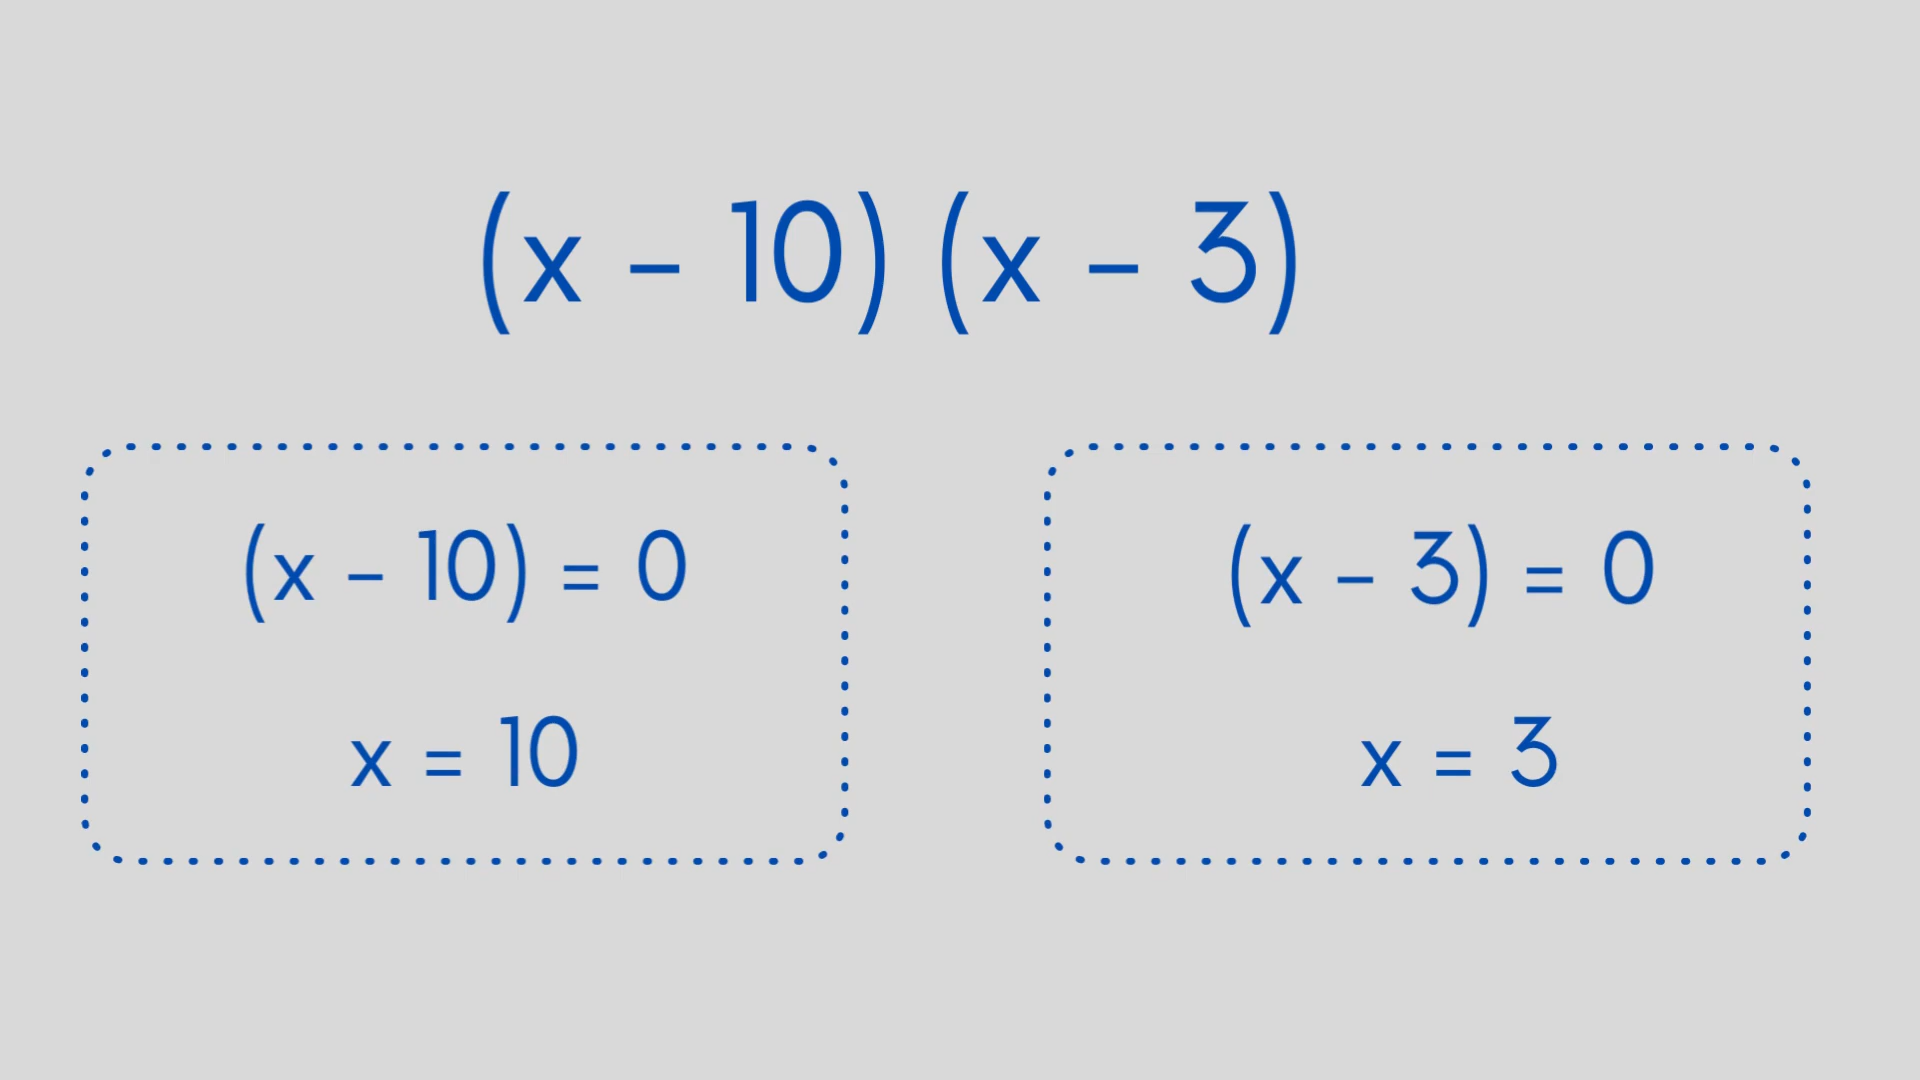 (x – 10) (x – 3)
(x – 10) = 0
x = 10
(x – 3) = 0
x = 3